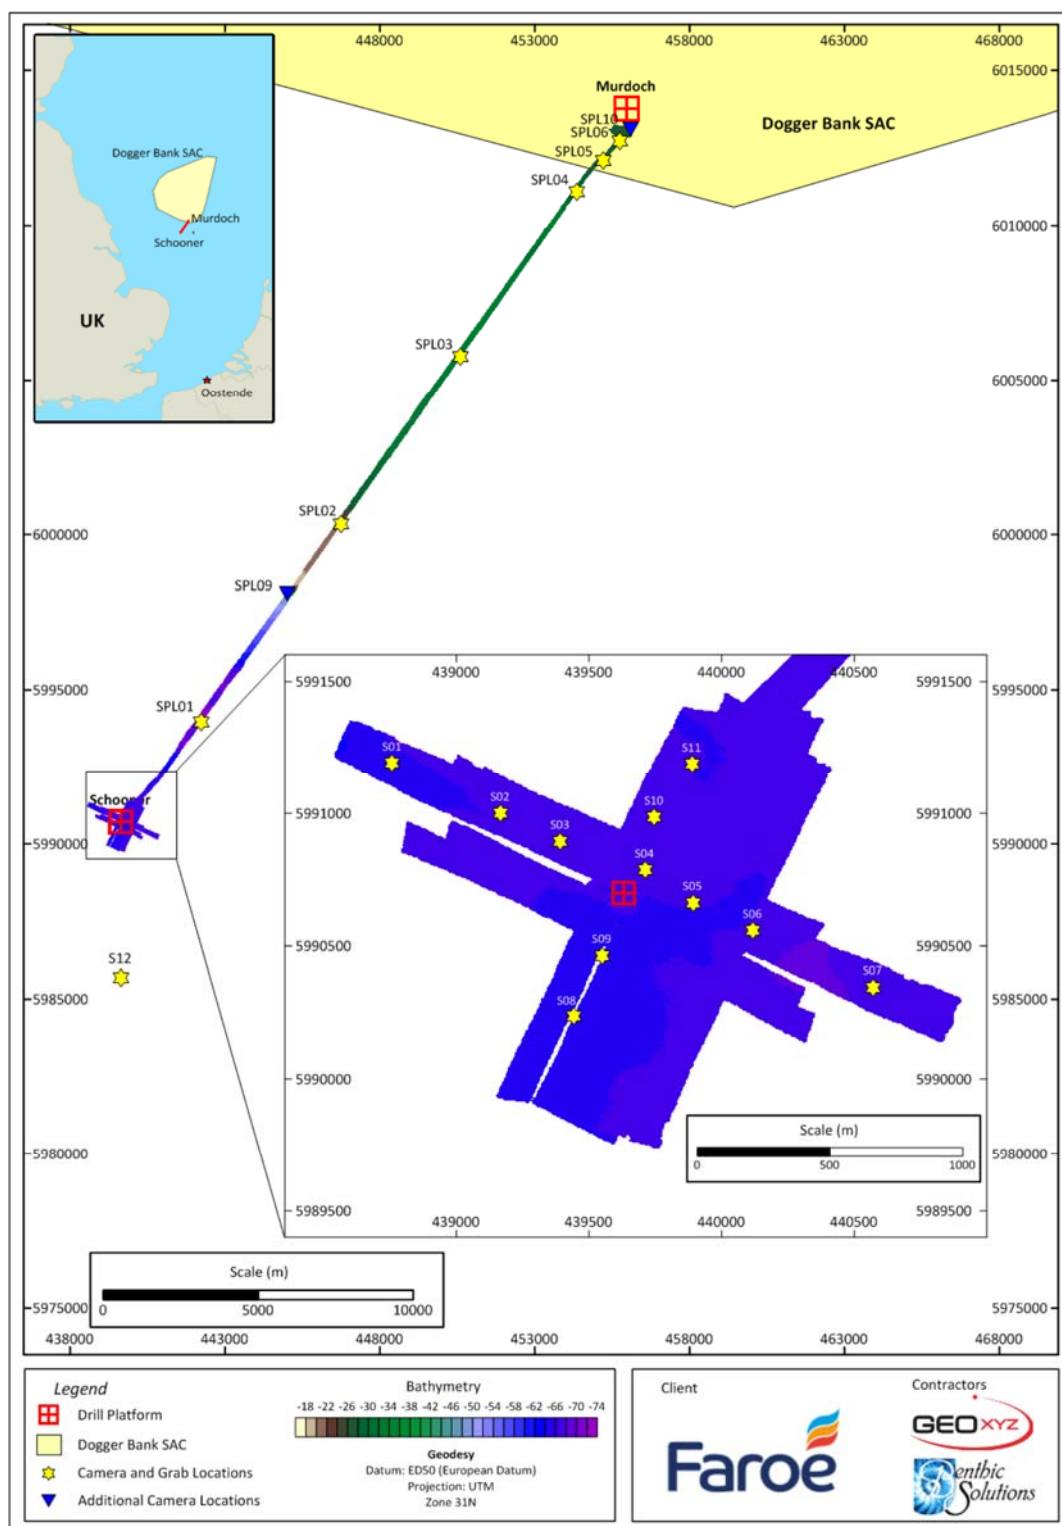 448000 453000 458000 463000 468000
6015000
Murdoch
SPL10
SPL06
SPL05
SPL04
Dogger Bank SAC
Dogger Bank SAC
Murdoch
Schooner
UK
Oostende
6010000
SPL03
6005000
SPL02
6000000 6000000
SPL09
5995000 5995000
SPL01
Schooner
5990000 5990000
S12
5985000 5985000
5980000 5980000
5975000 5975000
439000 439500 440000 440500
5991500 5991500
S01
S11
S02
S10
5991000 5991000
S03
S04
S05
S06
5990500 5990500
S09
S07
S08
5990000 5990000
Scale (m)
0 500 1000
5989500 5989500
439000 439500 440000 440500
Scale (m)
0 5000 10000
438000 443000 448000 453000 458000 463000 468000
Legend
Drill Platform
Dogger Bank SAC
Camera and Grab Locations
Additional Camera Locations
Bathymetry
-18 -22 -26 -30 -34 -38 -42 -46 -50 -54 -58 -62 -66 -70 -74
Geodesy
Datum: ED50 (European Datum)
Projection: UTM
Zone 31N
Client
Faroe
Contractors
GEOXYZ
Benthic
Solutions